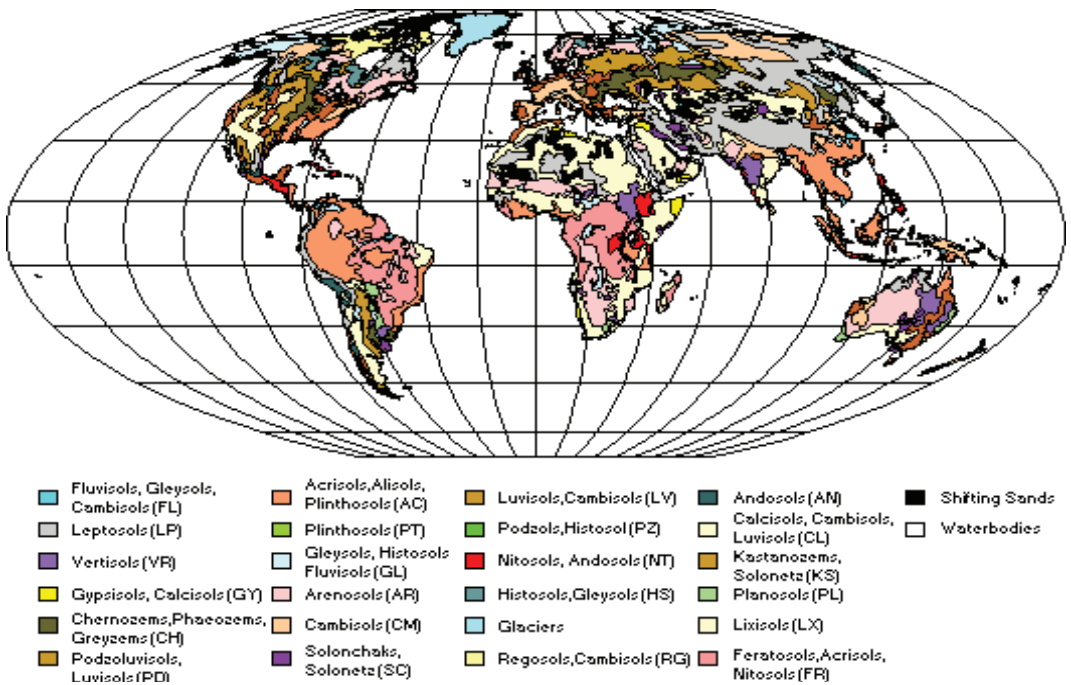 Fluvisols, Gleysols,
Cambisols (FL)
Leptosols (LP)
Vertisols (VR)
Gypsisols, Calcisols (GY)
Chernozems, Phaeozems,
Greyzems (CH)
Podzoluvisols,
Luvisols (PD)
Acrisols, Alisols,
Plinthosols (AC)
Plinthosols (PT)
Gleysols, Histosols
Fluvisols (GL)
Arenosols (AR)
Cambisols (CM)
Solonchaks,
Solonetz (SC)
Luvisols, Cambisols (LV)
Podzols, Histosol (PZ)
Nitosols, Andosols (NT)
Histosols, Gleysols (HS)
Glaciers
Regosols, Cambisols (RG)
Andosols (AN)
Calcisols, Cambisols,
Luvisols (CL)
Kastanozems,
Solonetz (KS)
Planosols (PL)
Lixisols (LX)
Feratosols, Acrisols,
Nitosols (FR)
Shifting Sands
Waterbodies